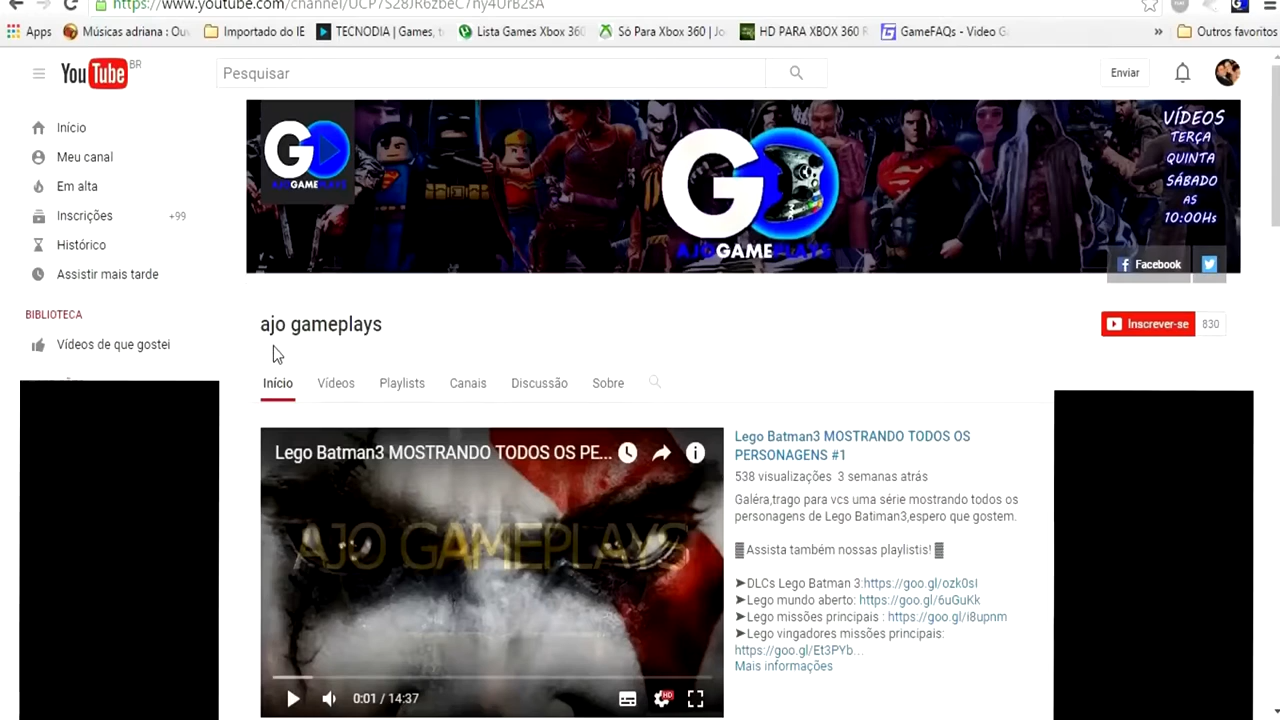 https://www.youtube.com/channel/
Apps
Músicas adriana : Ou
Importado do IE
TECNODIA | Games, t
Lista Games Xbox 360
Só Para Xbox 360 | Jo
HD PARA XBOX 360 R
GameFAQs - Video G
»
Outros favoritos
YouTube BR
Pesquisar
Enviar
Início
Meu canal
Em alta
Inscrições +99
Histórico
Assistir mais tarde
BIBLIOTECA
Vídeos de que gostei
GO
AJOGAMEPLAYS
GO
AJOGAMEPLAYS
VÍDEOS
TERÇA
QUINTA
SÁBADO
AS
10:00Hs
Facebook
ajo gameplays
Inscrever-se 830
Início Vídeos Playlists Canais Discussão Sobre
Lego Batman3 MOSTRANDO TODOS OS PE...
AJO GAMEPLAYS
0:01 / 14:37
HD
Lego Batman3 MOSTRANDO TODOS OS
PERSONAGENS #1
538 visualizações 3 semanas atrás
Galéra,trago para vcs uma série mostrando todos os
personagens de Lego Batiman3,espero que gostem.
▓Assista também nossas playlistis! ▓
➤DLCs Lego Batman 3:https://goo.gl/ozk0sI
➤Lego mundo aberto: https://goo.gl/6uGuKk
➤Lego missões principais : https://goo.gl/i8upnm
➤Lego vingadores missões principais:
https://goo.gl/Et3PYb...
Mais informações